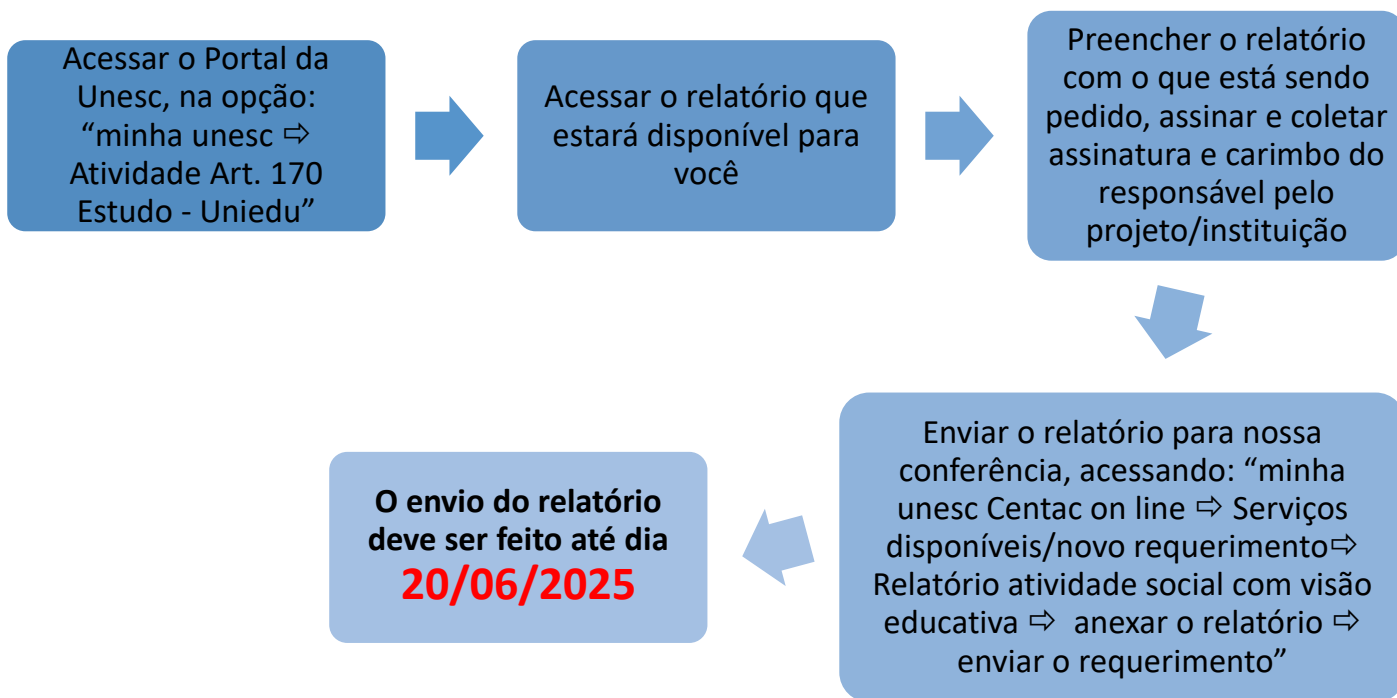 Acessar o Portal da
Unesc, na opção:
“minha unesc ⇨
Atividade Art. 170
Estudo - Uniedu”
Acessar o relatório que
estará disponível para
você
Preencher o relatório
com o que está sendo
pedido, assinar e coletar
assinatura e carimbo do
responsável pelo
projeto/instituição
Enviar o relatório para nossa
conferência, acessando: “minha
unesc Centac on line ⇨ Serviços
disponíveis/novo requerimento⇨
Relatório atividade social com visão
educativa ⇨ anexar o relatório ⇨
enviar o requerimento”
O envio do relatório
deve ser feito até dia
20/06/2025